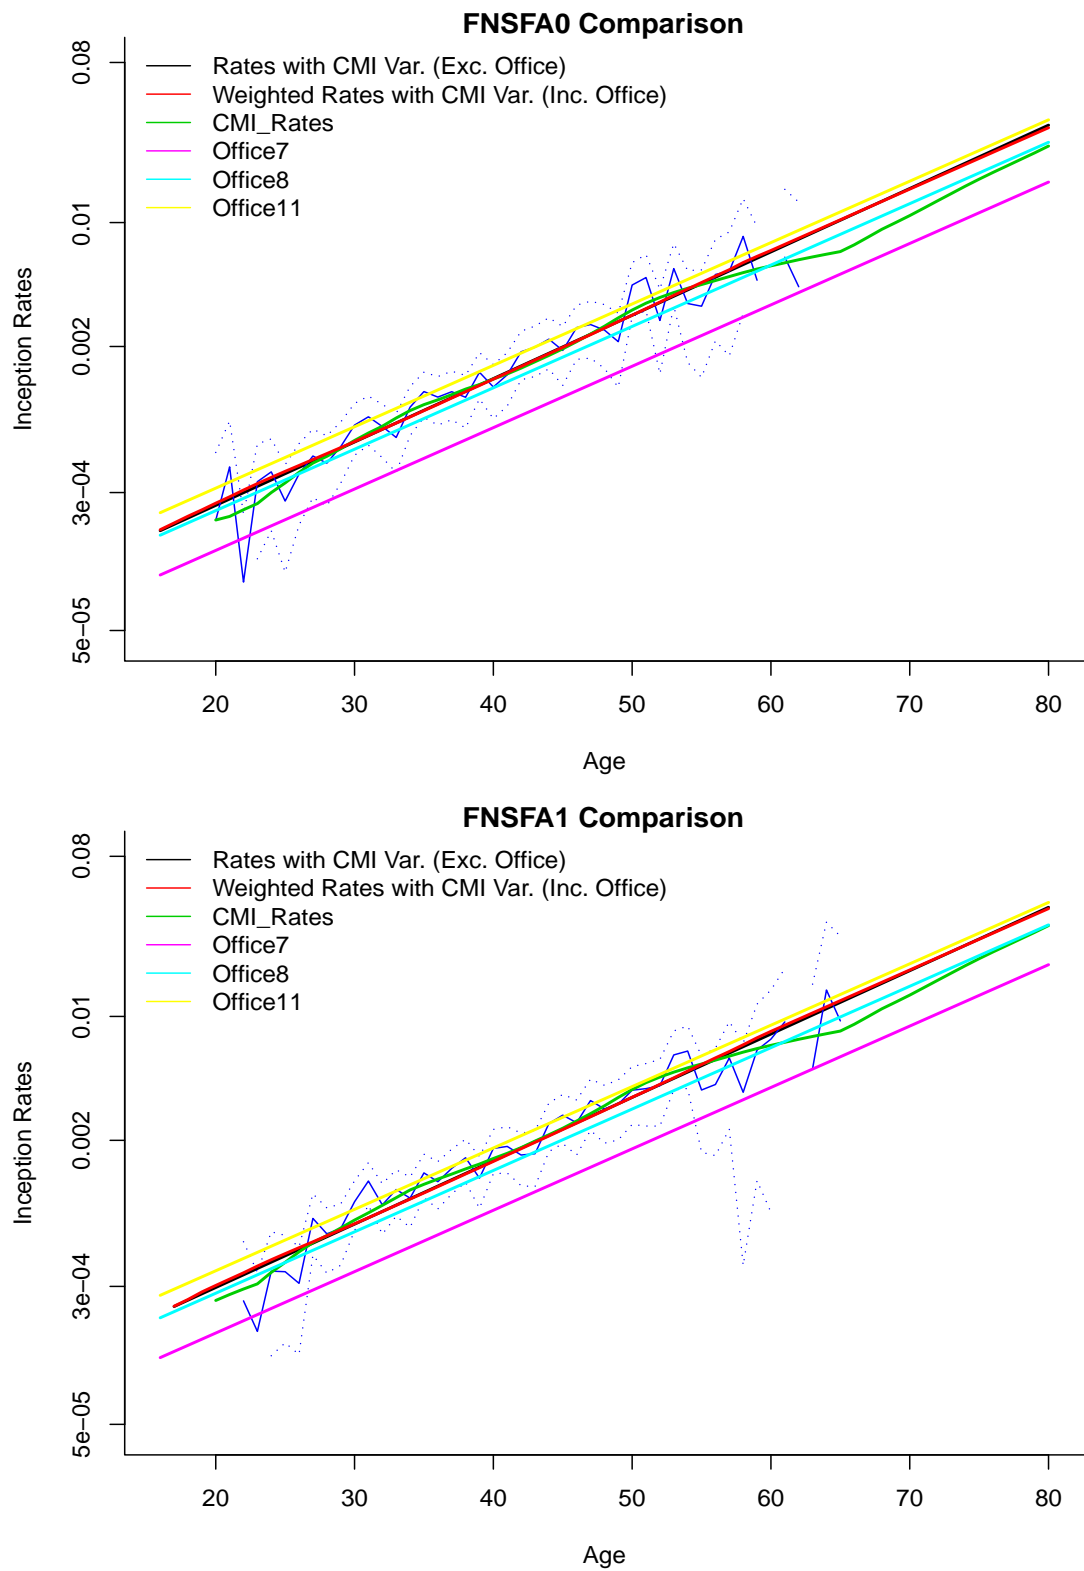 FNSFA0 Comparison
0.08
0.01
0.002
3e−04
5e−05
Inception Rates
Rates with CMI Var. (Exc. Office)
Weighted Rates with CMI Var. (Inc. Office)
CMI_Rates
Office7
Office8
Office11
20 30 40 50 60 70 80
Age
FNSFA1 Comparison
0.08
0.01
0.002
3e−04
5e−05
Inception Rates
Rates with CMI Var. (Exc. Office)
Weighted Rates with CMI Var. (Inc. Office)
CMI_Rates
Office7
Office8
Office11
20 30 40 50 60 70 80
Age